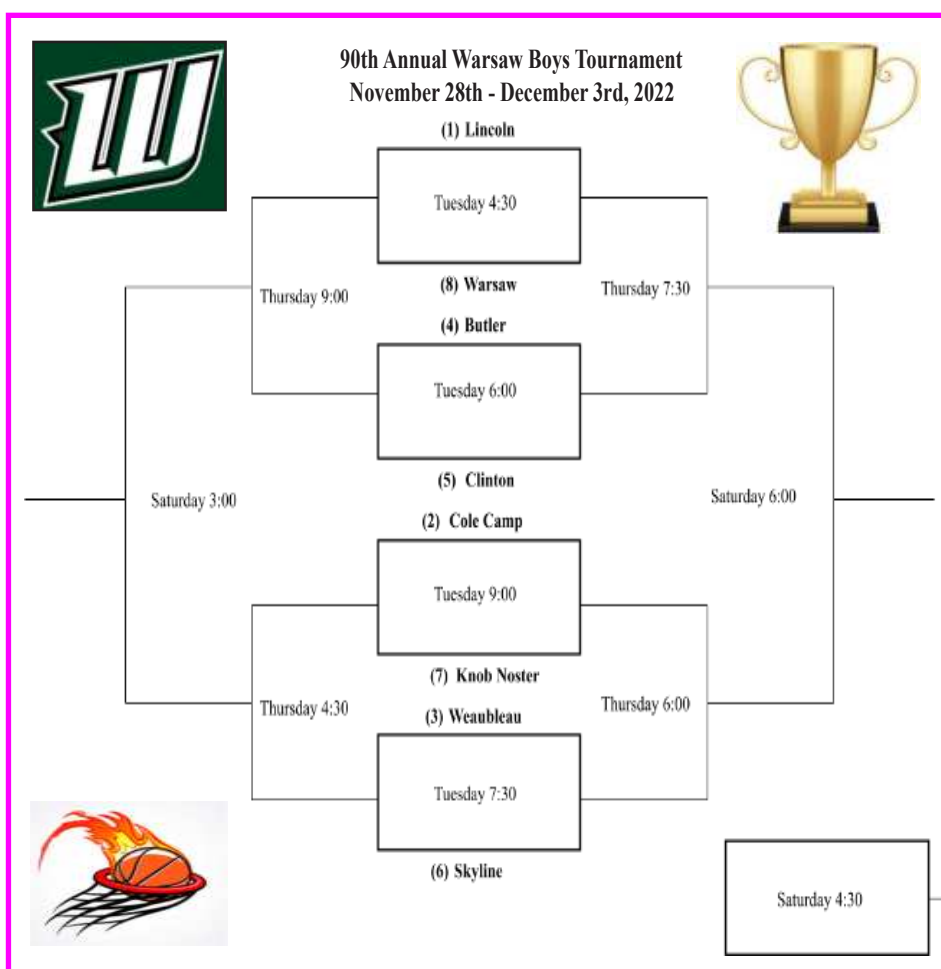 W
90th Annual Warsaw Boys Tournament
November 28th - December 3rd, 2022
(1) Lincoln
Tuesday 4:30
Thursday 9:00
(8) Warsaw
Thursday 7:30
(4) Butler
Tuesday 6:00
(5) Clinton
Saturday 3:00
Saturday 6:00
(2) Cole Camp
Tuesday 9:00
(7) Knob Noster
Thursday 4:30
Thursday 6:00
(3) Weaubleau
Tuesday 7:30
(6) Skyline
Saturday 4:30